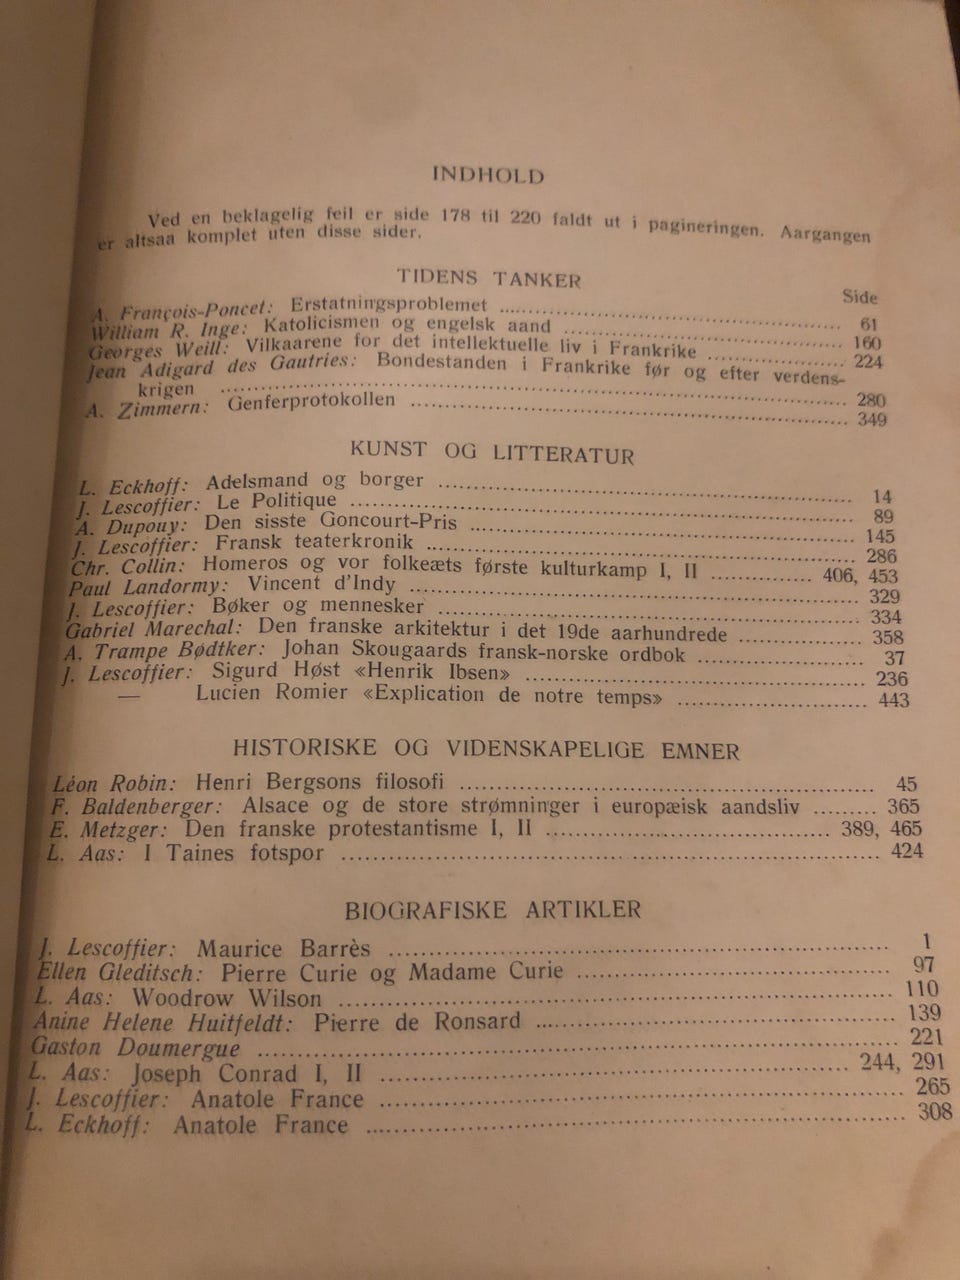 INDHOLD
Ved en beklagelig feil er side 178 til 220 faldt ut i pagineringen. Aargangen
er altsaa komplet uten disse sider.
TIDENS TANKER
Side
A. François-Poncet: Erstatningsproblemet ........ 61
William R. Inge: Katolicismen og engelsk aand ........ 160
Georges Weill: Vilkaarene for det intellektuelle liv i Frankrike ........ 224
Jean Adigard des Gautries: Bondestanden i Frankrike før og efter verdens-
krigen ........ 280
A. Zimmern: Genferprotokollen ........ 349
KUNST OG LITTERATUR
L. Eckhoff: Adelsmand og borger ........ 14
J. Lescoffier: Le Politique ........ 89
A. Dupouy: Den sisste Goncourt-Pris ........ 145
J. Lescoffier: Fransk teaterkronik ........ 286
Chr. Collin: Homeros og vor folkeæts første kulturkamp I, II ........ 406, 453
Paul Landormy: Vincent d'Indy ........ 329
J. Lescoffier: Bøker og mennesker ........ 334
Gabriel Marechal: Den franske arkitektur i det 19de aarhundrede ........ 358
A. Trampe Bødtker: Johan Skougaards fransk-norske ordbok ........ 37
J. Lescoffier: Sigurd Høst «Henrik Ibsen» ........ 236
— Lucien Romier «Explication de notre temps» ........ 443
HISTORISKE OG VIDENSKAPELIGE EMNER
Léon Robin: Henri Bergsons filosofi ........ 45
F. Baldenberger: Alsace og de store strømninger i europæisk aandsliv ........ 365
E. Metzger: Den franske protestantisme I, II ........ 389, 465
L. Aas: I Taines fotspor ........ 424
BIOGRAFISKE ARTIKLER
J. Lescoffier: Maurice Barrès ........ 1
Ellen Gleditsch: Pierre Curie og Madame Curie ........ 97
L. Aas: Woodrow Wilson ........ 110
Anine Helene Huitfeldt: Pierre de Ronsard ........ 139
Gaston Doumergue ........ 221
L. Aas: Joseph Conrad I, II ........ 244, 291
J. Lescoffier: Anatole France ........ 265
L. Eckhoff: Anatole France ........ 308